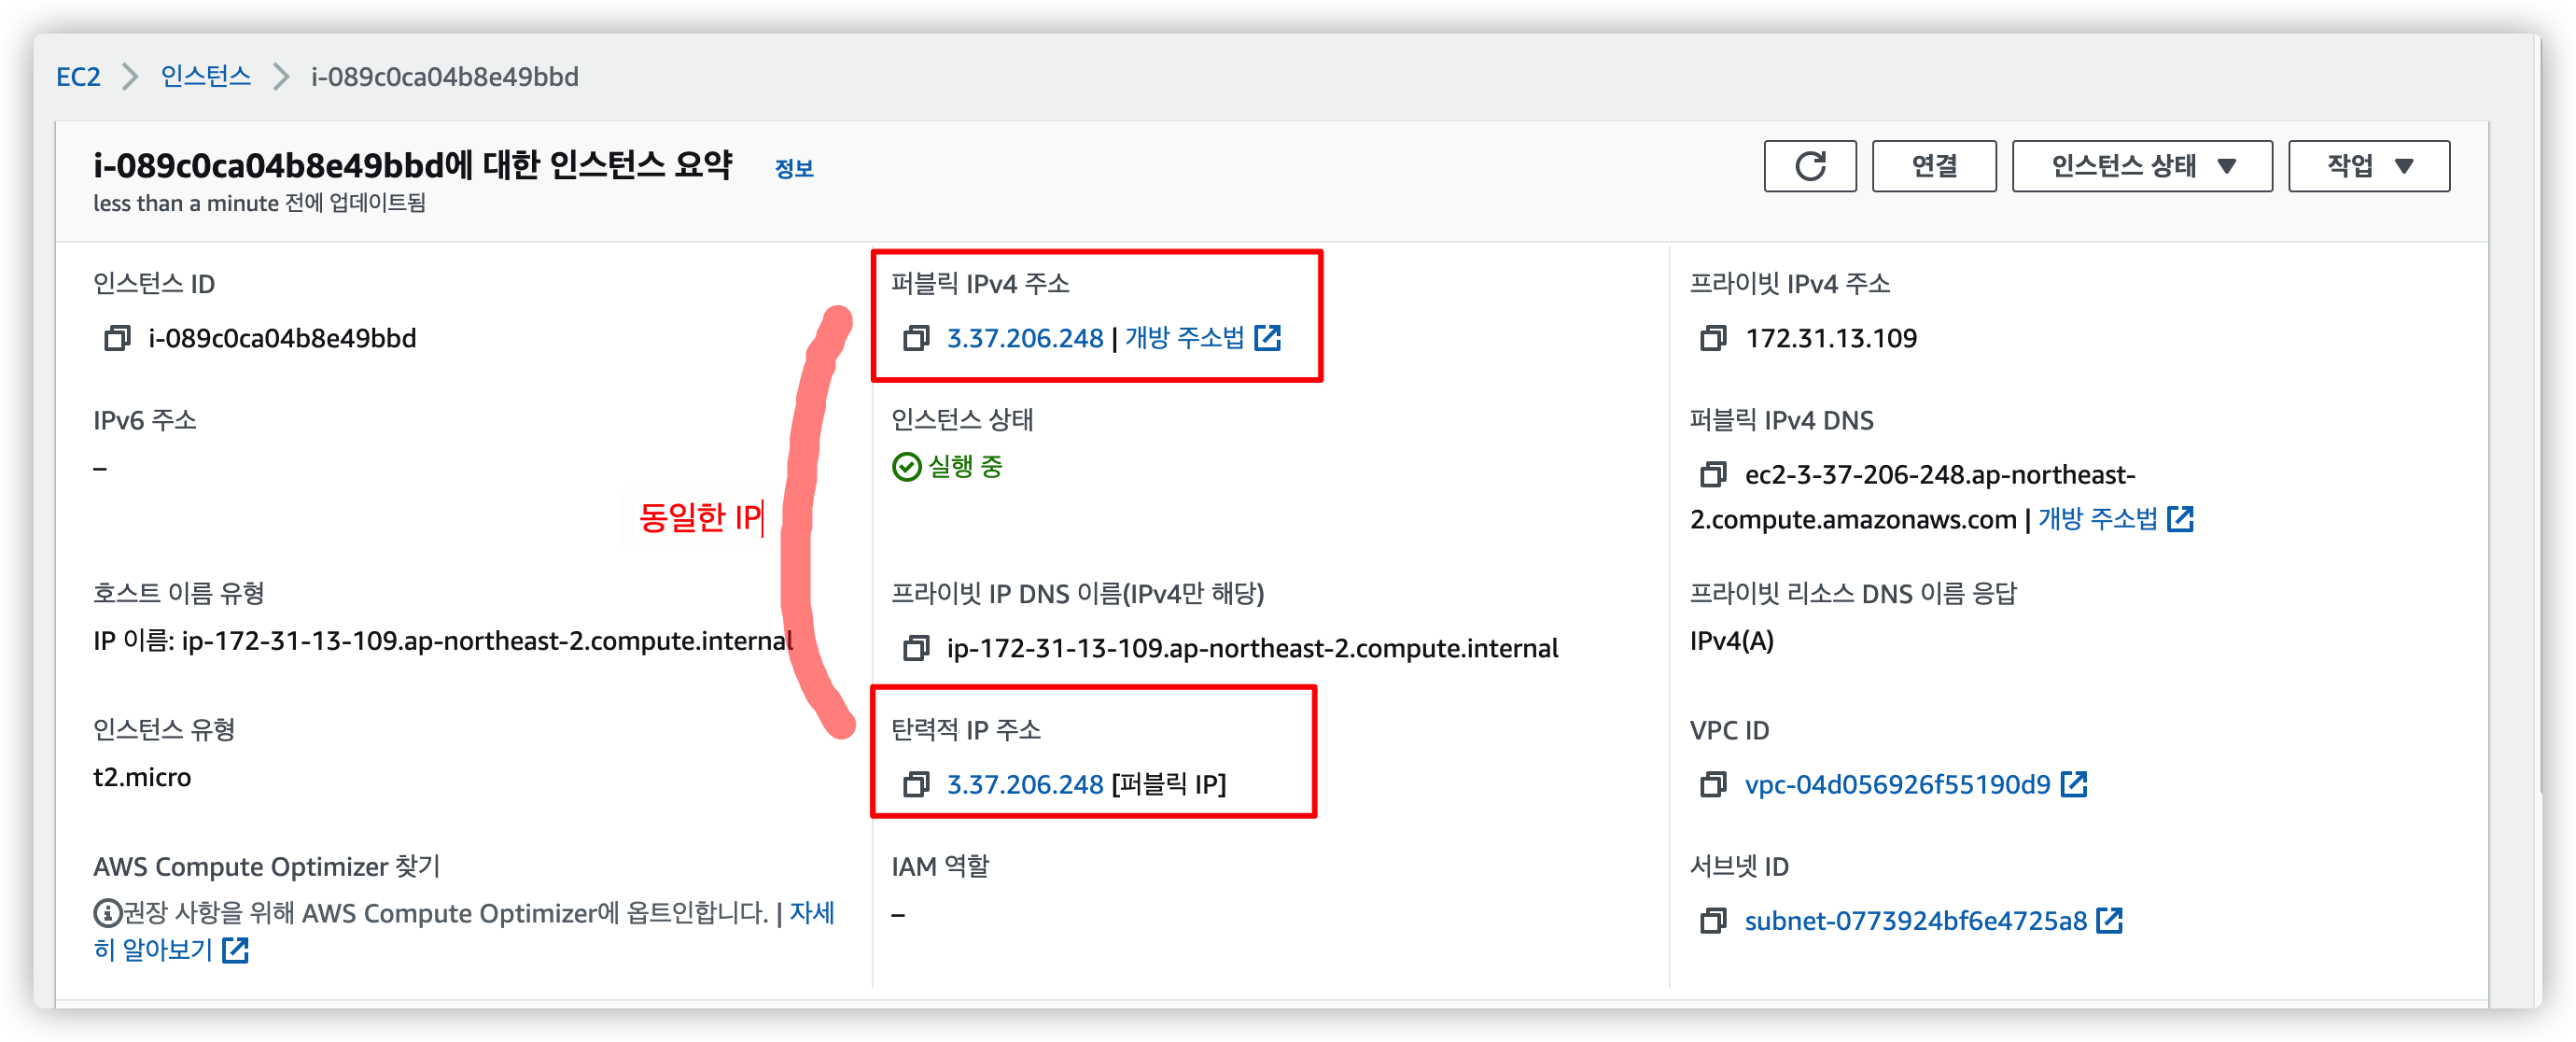 EC2 > 인스턴스 > i-089c0ca04b8e49bbd
i-089c0ca04b8e49bbd에 대한 인스턴스 요약 정보
less than a minute 전에 업데이트됨
연결
인스턴스 상태
작업
인스턴스 ID
i-089c0ca04b8e49bbd
퍼블릭 IPv4 주소
3.37.206.248 | 개방 주소법
프라이빗 IPv4 주소
172.31.13.109
IPv6 주소
–
인스턴스 상태
실행 중
퍼블릭 IPv4 DNS
ec2-3-37-206-248.ap-northeast-
2.compute.amazonaws.com | 개방 주소법
동일한 IP
호스트 이름 유형
IP 이름: ip-172-31-13-109.ap-northeast-2.compute.internal
프라이빗 IP DNS 이름(IPv4만 해당)
ip-172-31-13-109.ap-northeast-2.compute.internal
프라이빗 리소스 DNS 이름 응답
IPv4(A)
인스턴스 유형
t2.micro
탄력적 IP 주소
3.37.206.248 [퍼블릭 IP]
VPC ID
vpc-04d056926f55190d9
AWS Compute Optimizer 찾기
권장 사항을 위해 AWS Compute Optimizer에 옵트인합니다. | 자세
히 알아보기
IAM 역할
–
서브넷 ID
subnet-0773924bf6e4725a8